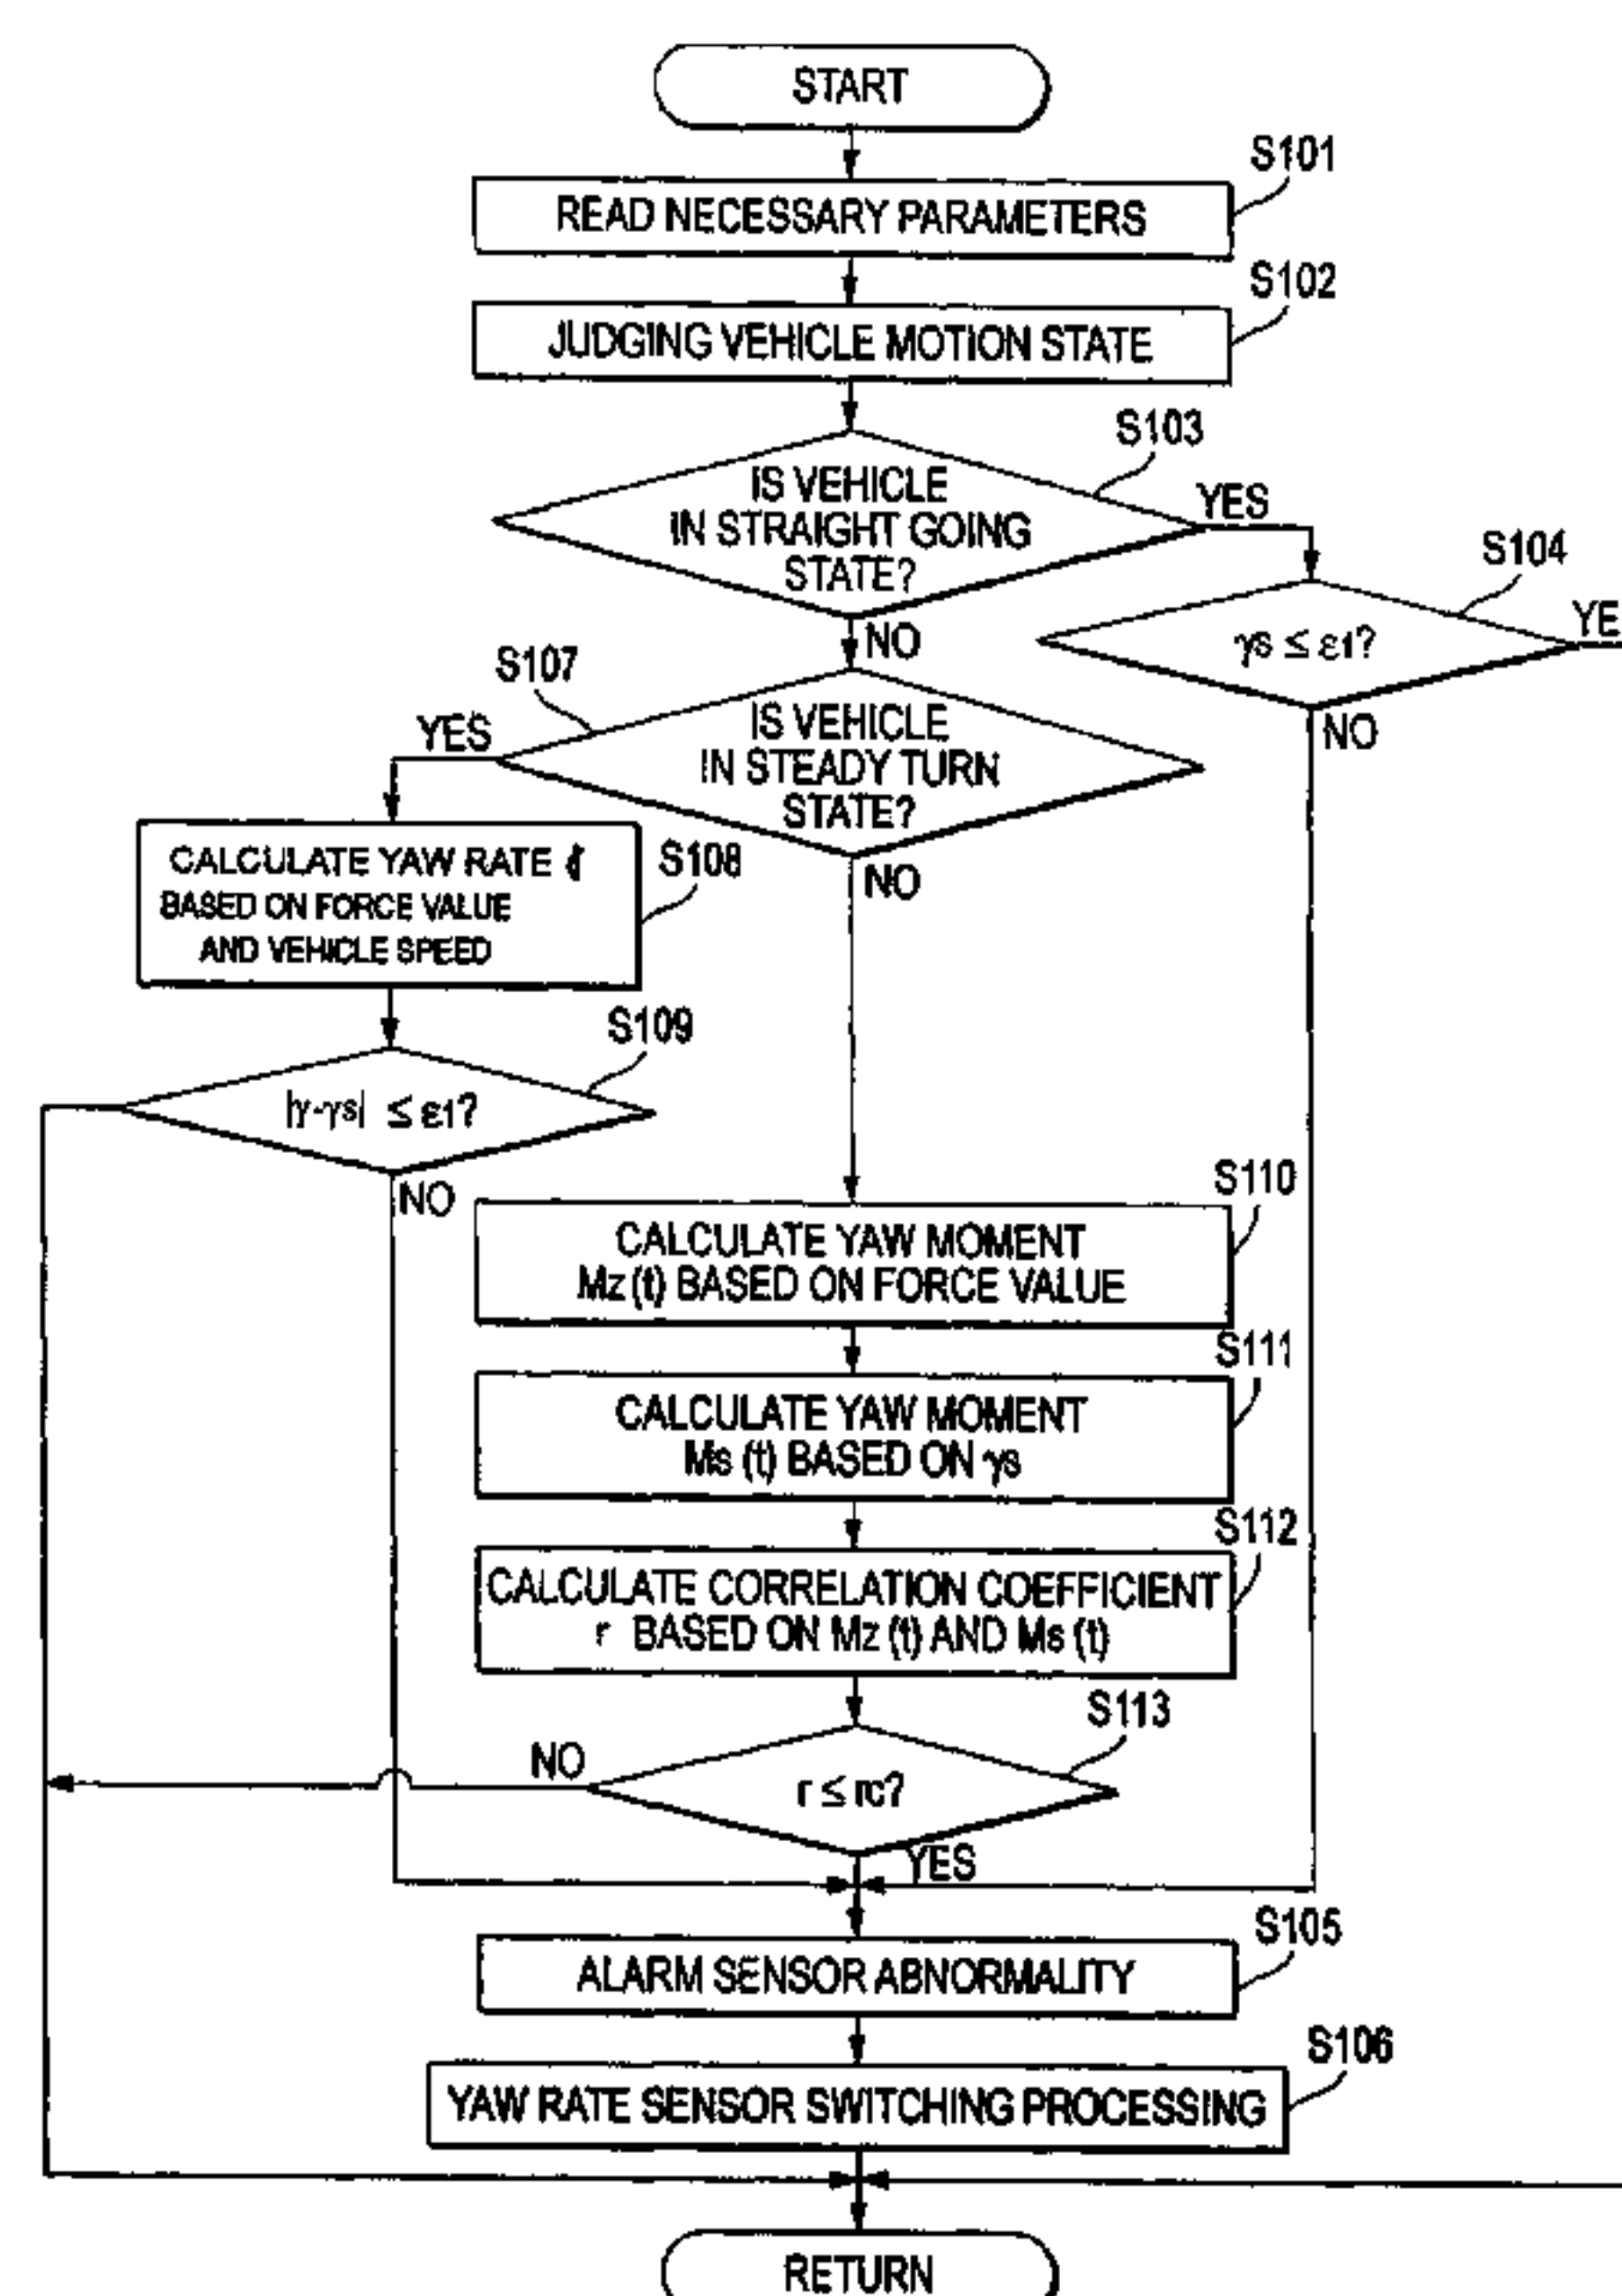 START
S101
READ NECESSARY PARAMETERS
S102
JUDGING VEHICLE MOTION STATE
S103
IS VEHICLE
IN STRAIGHT GOING
STATE?
YES
S104
γs ≤ ε1?
YE
NO
NO
S107
IS VEHICLE
IN STEADY TURN
STATE?
YES
NO
S108
CALCULATE YAW RATE
BASED ON FORCE VALUE
AND VEHICLE SPEED
S109
|γ-γs| ≤ ε1?
NO
S110
CALCULATE YAW MOMENT
Mz (t) BASED ON FORCE VALUE
S111
CALCULATE YAW MOMENT
Ms (t) BASED ON γs
S112
CALCULATE CORRELATION COEFFICIENT
r BASED ON Mz (t) AND Ms (t)
S113
r ≤ rc?
NO
YES
S105
ALARM SENSOR ABNORMALITY
S106
YAW RATE SENSOR SWITCHING PROCESSING
RETURN